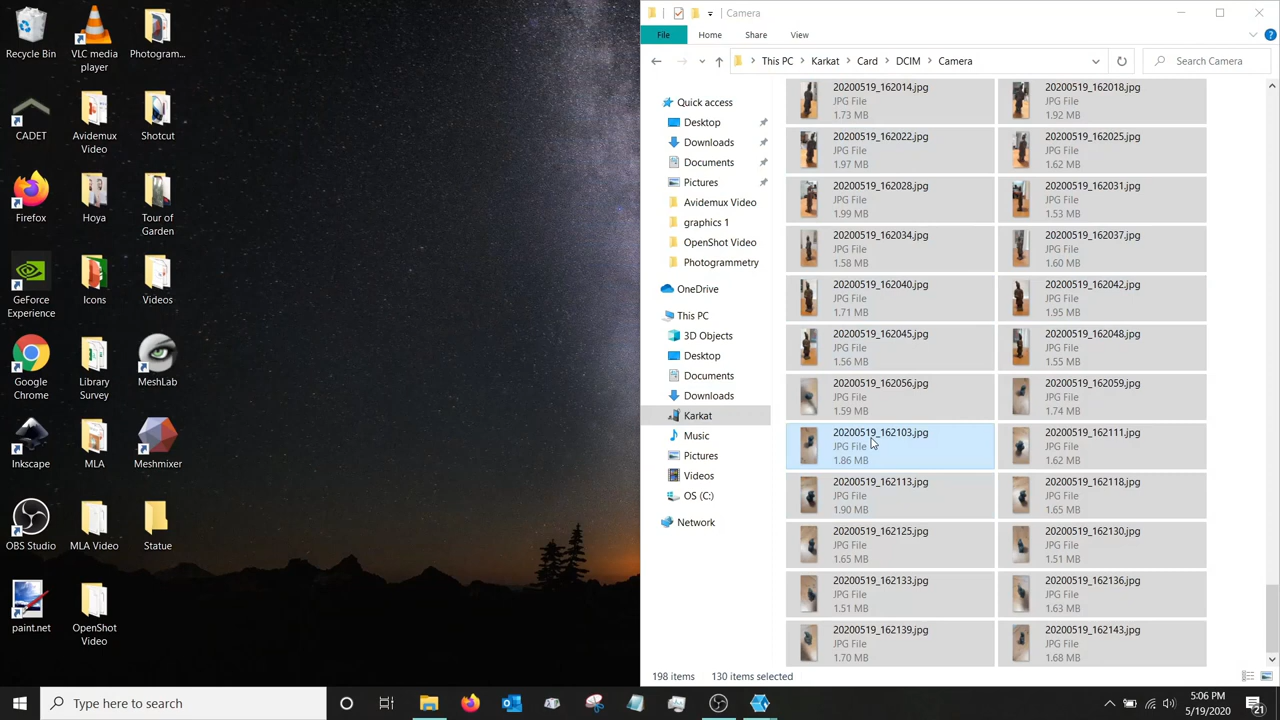 Recycle Bin
VLC media
player
Photogram...
CADET
Avidemux
Video
Shotcut
Firefox
Hoya
Tour of
Garden
GeForce
Experience
Icons
Videos
Google
Chrome
Library
Survey
MeshLab
Inkscape
MLA
Meshmixer
OBS Studio
MLA Video
Statue
paint.net
OpenShot
Video
Camera
File
Home
Share
View
This PC
Karkat
Card
DCIM
Camera
Search Camera
Quick access
Desktop
Downloads
Documents
Pictures
Avidemux Video
graphics 1
OpenShot Video
Photogrammetry
OneDrive
This PC
3D Objects
Desktop
Documents
Downloads
Karkat
Music
Pictures
Videos
OS (C:)
Network
20200519_162014.jpg
JPG File
1.73 MB
20200519_162018.jpg
JPG File
1.92 MB
20200519_162022.jpg
JPG File
1.97 MB
20200519_162025.jpg
JPG File
1.62 MB
20200519_162028.jpg
JPG File
1.99 MB
20200519_162031.jpg
JPG File
1.53 MB
20200519_162034.jpg
JPG File
1.58 MB
20200519_162037.jpg
JPG File
1.60 MB
20200519_162040.jpg
JPG File
1.71 MB
20200519_162042.jpg
JPG File
1.95 MB
20200519_162045.jpg
JPG File
1.56 MB
20200519_162048.jpg
JPG File
1.55 MB
20200519_162056.jpg
JPG File
1.59 MB
20200519_162059.jpg
JPG File
1.74 MB
20200519_162103.jpg
JPG File
1.86 MB
20200519_162111.jpg
JPG File
1.62 MB
20200519_162113.jpg
JPG File
1.90 MB
20200519_162118.jpg
JPG File
1.65 MB
20200519_162125.jpg
JPG File
1.65 MB
20200519_162130.jpg
JPG File
1.51 MB
20200519_162133.jpg
JPG File
1.51 MB
20200519_162136.jpg
JPG File
1.63 MB
20200519_162139.jpg
JPG File
1.70 MB
20200519_162143.jpg
JPG File
1.68 MB
198 items
130 items selected
Type here to search
5:06 PM
5/19/2020
21